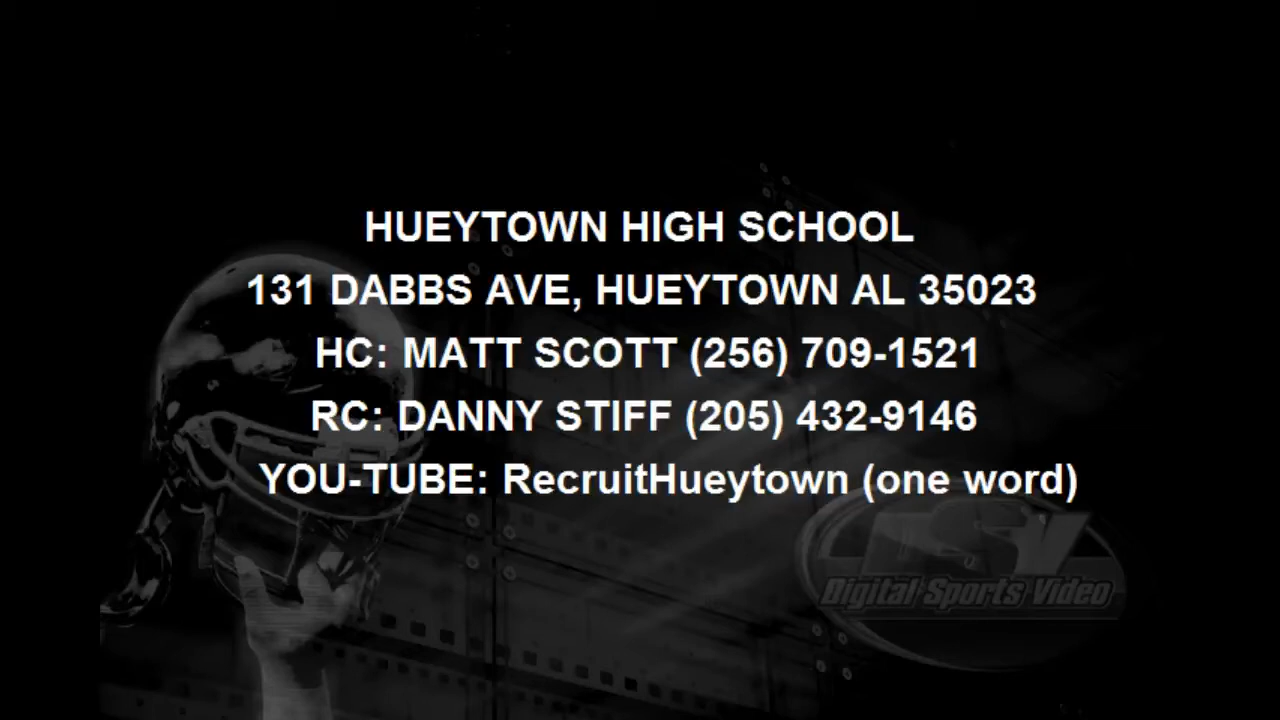 HUEYTOWN HIGH SCHOOL
131 DABBS AVE, HUEYTOWN AL 35023
HC: MATT SCOTT (256) 709-1521
RC: DANNY STIFF (205) 432-9146
YOU-TUBE: RecruitHueytown (one word)
DSV
Digital Sports Video